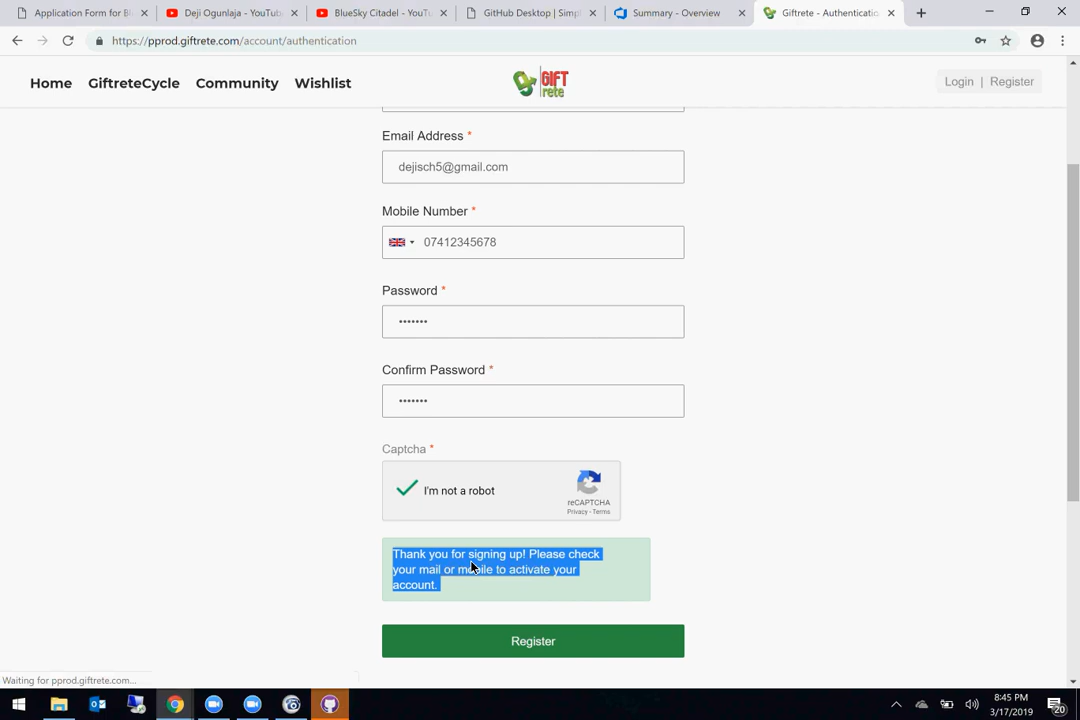 Application Form for Bl
Deji Ogunlaja - YouTub
BlueSky Citadel - YouTu
GitHub Desktop | Simpl
Summary - Overview
Giftrete - Authenticatio
https://pprod.giftrete.com/account/authentication
Home
GiftreteCycle
Community
Wishlist
GIFT
rete
Login | Register
Email Address *
dejisch5@gmail.com
Mobile Number *
07412345678
Password *
•••••••
Confirm Password *
•••••••
Captcha *
I'm not a robot
reCAPTCHA
Privacy - Terms
Thank you for signing up! Please check
your mail or mobile to activate your
account.
Register
Waiting for pprod.giftrete.com...
8:45 PM
3/17/2019
20